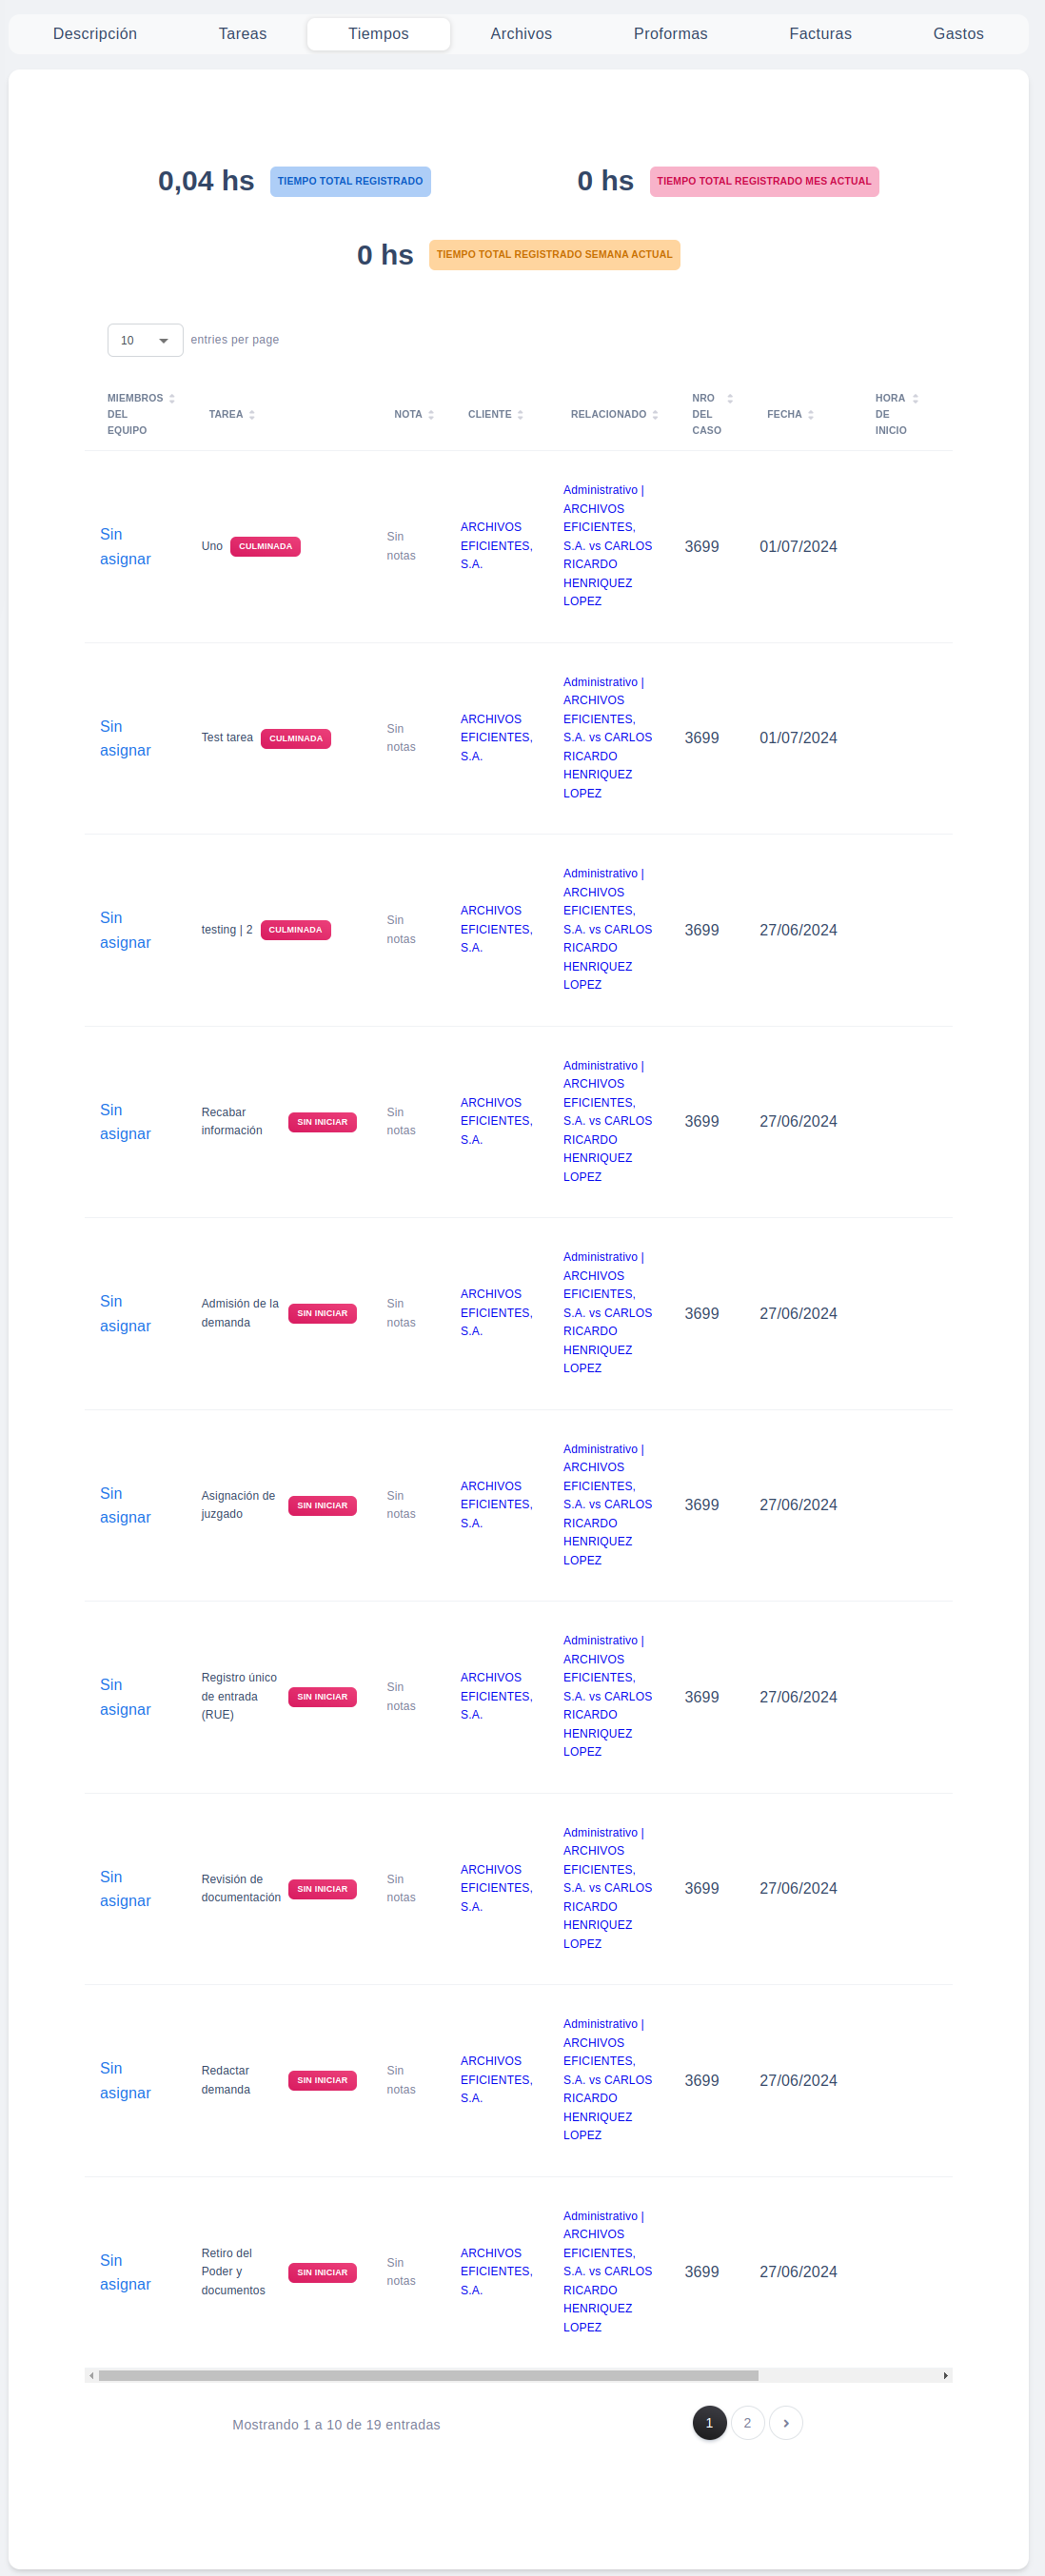 Descripción Tareas Tiempos Archivos Proformas Facturas Gastos
0,04 hs TIEMPO TOTAL REGISTRADO 0 hs TIEMPO TOTAL REGISTRADO MES ACTUAL
0 hs TIEMPO TOTAL REGISTRADO SEMANA ACTUAL
10 entries per page
MIEMBROS DEL EQUIPO TAREA NOTA CLIENTE RELACIONADO NRO DEL CASO FECHA HORA DE INICIO
Sin asignar Uno CULMINADA Sin notas ARCHIVOS EFICIENTES, S.A. Administrativo | ARCHIVOS EFICIENTES, S.A. vs CARLOS RICARDO HENRIQUEZ LOPEZ 3699 01/07/2024
Sin asignar Test tarea CULMINADA Sin notas ARCHIVOS EFICIENTES, S.A. Administrativo | ARCHIVOS EFICIENTES, S.A. vs CARLOS RICARDO HENRIQUEZ LOPEZ 3699 01/07/2024
Sin asignar testing | 2 CULMINADA Sin notas ARCHIVOS EFICIENTES, S.A. Administrativo | ARCHIVOS EFICIENTES, S.A. vs CARLOS RICARDO HENRIQUEZ LOPEZ 3699 27/06/2024
Sin asignar Recabar información SIN INICIAR Sin notas ARCHIVOS EFICIENTES, S.A. Administrativo | ARCHIVOS EFICIENTES, S.A. vs CARLOS RICARDO HENRIQUEZ LOPEZ 3699 27/06/2024
Sin asignar Admisión de la demanda SIN INICIAR Sin notas ARCHIVOS EFICIENTES, S.A. Administrativo | ARCHIVOS EFICIENTES, S.A. vs CARLOS RICARDO HENRIQUEZ LOPEZ 3699 27/06/2024
Sin asignar Asignación de juzgado SIN INICIAR Sin notas ARCHIVOS EFICIENTES, S.A. Administrativo | ARCHIVOS EFICIENTES, S.A. vs CARLOS RICARDO HENRIQUEZ LOPEZ 3699 27/06/2024
Sin asignar Registro único de entrada (RUE) SIN INICIAR Sin notas ARCHIVOS EFICIENTES, S.A. Administrativo | ARCHIVOS EFICIENTES, S.A. vs CARLOS RICARDO HENRIQUEZ LOPEZ 3699 27/06/2024
Sin asignar Revisión de documentación SIN INICIAR Sin notas ARCHIVOS EFICIENTES, S.A. Administrativo | ARCHIVOS EFICIENTES, S.A. vs CARLOS RICARDO HENRIQUEZ LOPEZ 3699 27/06/2024
Sin asignar Redactar demanda SIN INICIAR Sin notas ARCHIVOS EFICIENTES, S.A. Administrativo | ARCHIVOS EFICIENTES, S.A. vs CARLOS RICARDO HENRIQUEZ LOPEZ 3699 27/06/2024
Sin asignar Retiro del Poder y documentos SIN INICIAR Sin notas ARCHIVOS EFICIENTES, S.A. Administrativo | ARCHIVOS EFICIENTES, S.A. vs CARLOS RICARDO HENRIQUEZ LOPEZ 3699 27/06/2024
Mostrando 1 a 10 de 19 entradas 1 2 ›